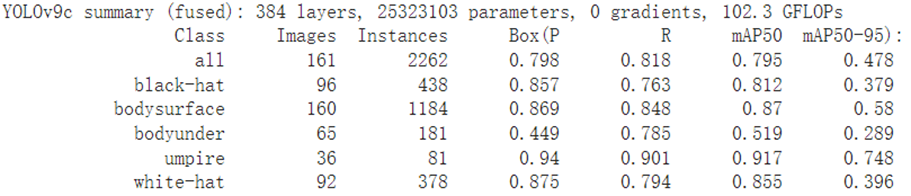 YOLOv9c summary (fused): 384 layers, 25323103 parameters, 0 gradients, 102.3 GFLOPs
Class Images Instances Box(P R mAP50 mAP50-95):
all 161 2262 0.798 0.818 0.795 0.478
black-hat 96 438 0.857 0.763 0.812 0.379
bodysurface 160 1184 0.869 0.848 0.87 0.58
bodyunder 65 181 0.449 0.785 0.519 0.289
umpire 36 81 0.94 0.901 0.917 0.748
white-hat 92 378 0.875 0.794 0.855 0.396